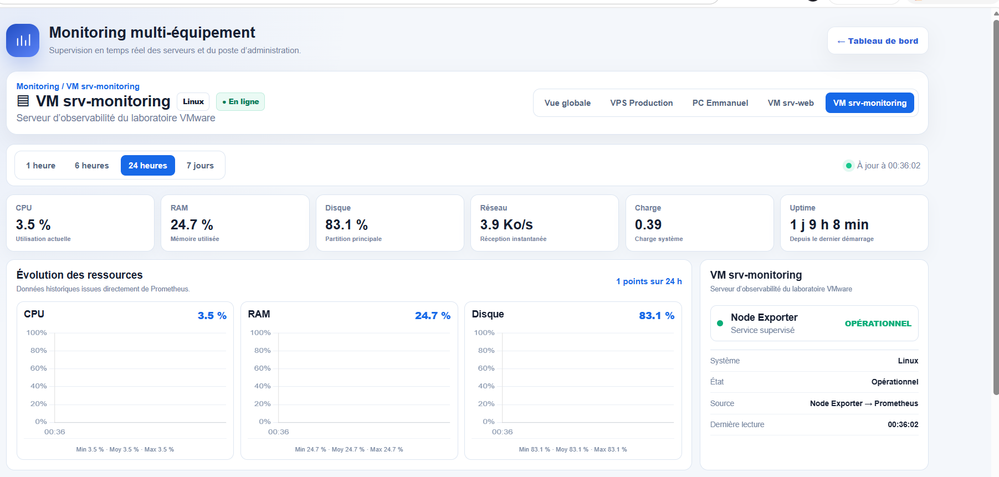 Monitoring multi-équipement
Supervision en temps réel des serveurs et du poste d'administration.
← Tableau de bord
Monitoring / VM srv-monitoring
VM srv-monitoring
Linux
• En ligne
Serveur d'observabilité du laboratoire VMware
Vue globale
VPS Production
PC Emmanuel
VM srv-web
VM srv-monitoring
1 heure
6 heures
24 heures
7 jours
À jour à 00:36:02
CPU
3.5 %
Utilisation actuelle
RAM
24.7 %
Mémoire utilisée
Disque
83.1 %
Partition principale
Réseau
3.9 Ko/s
Réception instantanée
Charge
0.39
Charge système
Uptime
1 j 9 h 8 min
Depuis le dernier démarrage
Évolution des ressources
Données historiques issues directement de Prometheus.
1 points sur 24 h
CPU
3.5 %
100%
80%
60%
40%
20%
0%
00:36
Min 3.5 % · Moy 3.5 % · Max 3.5 %
RAM
24.7 %
100%
80%
60%
40%
20%
0%
00:36
Min 24.7 % · Moy 24.7 % · Max 24.7 %
Disque
83.1 %
100%
80%
60%
40%
20%
0%
00:36
Min 83.1 % · Moy 83.1 % · Max 83.1 %
VM srv-monitoring
Serveur d'observabilité du laboratoire VMware
Node Exporter
Service supervisé
OPÉRATIONNEL
Système
Linux
État
Opérationnel
Source
Node Exporter → Prometheus
Dernière lecture
00:36:02